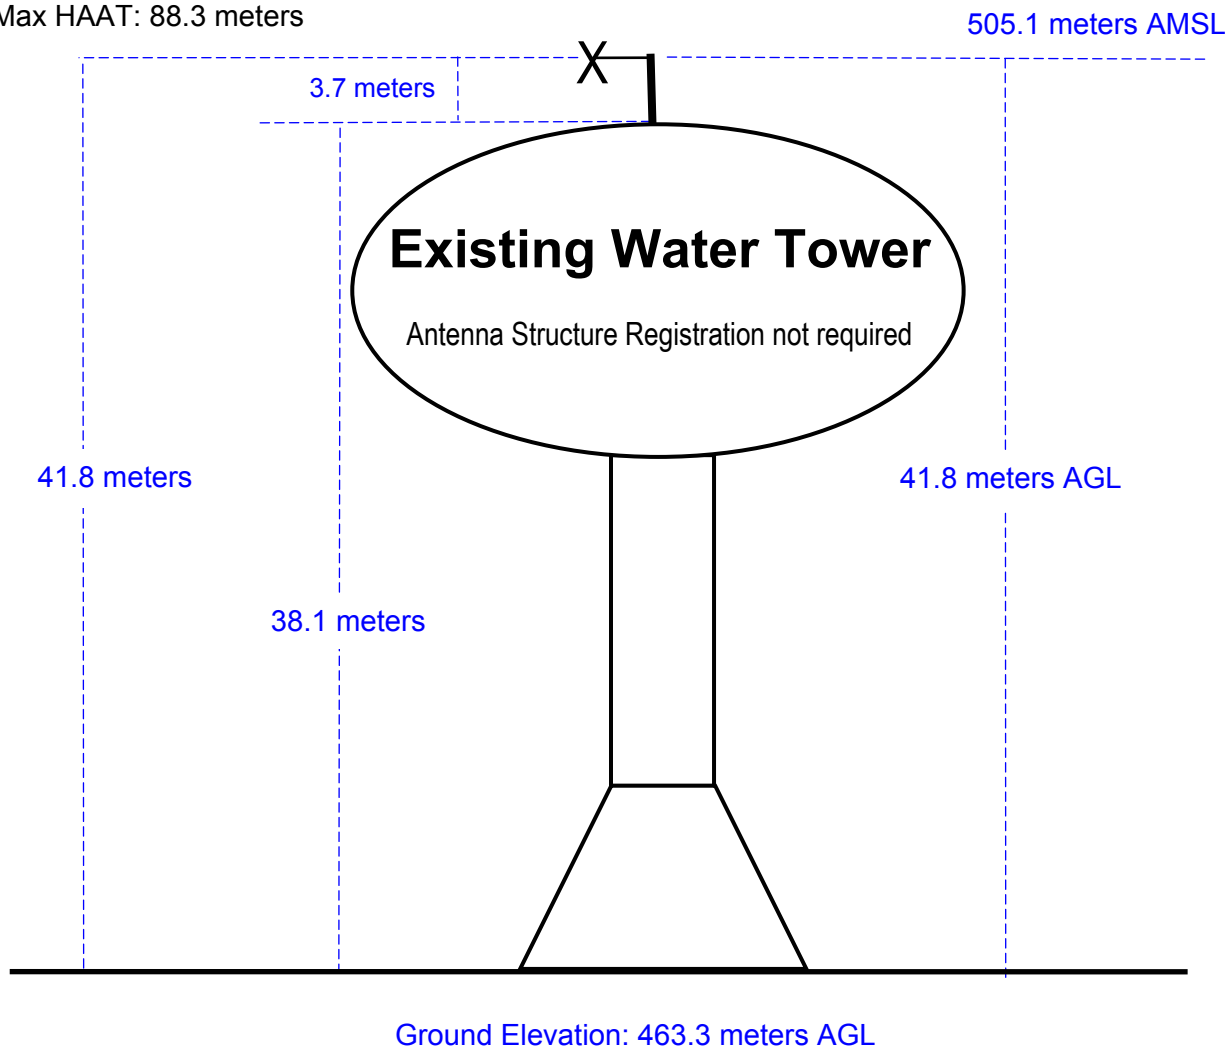 Max HAAT: 88.3 meters
505.1 meters AMSL
X
3.7 meters
Existing Water Tower
Antenna Structure Registration not required
41.8 meters
41.8 meters AGL
38.1 meters
Ground Elevation: 463.3 meters AGL